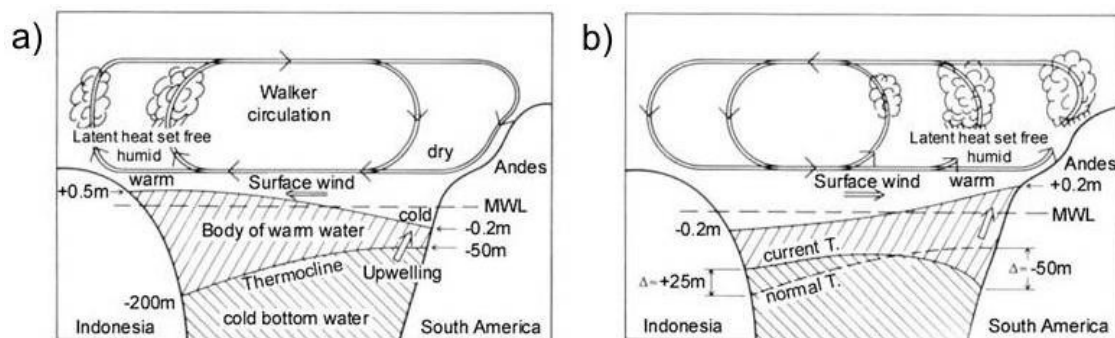 a)
Walker
circulation
Latent heat set free
humid
warm
dry
Andes
+0.5m
Surface wind
MWL
cold
-0.2m
Body of warm water
-50m
Thermocline
Upwelling
-200m
cold bottom water
Indonesia
South America
b)
Latent heat set free
humid
Andes
Surface wind
warm
+0.2m
MWL
-0.2m
current T.
Δ≈+25m
normal T.
Δ≈-50m
Indonesia
South America